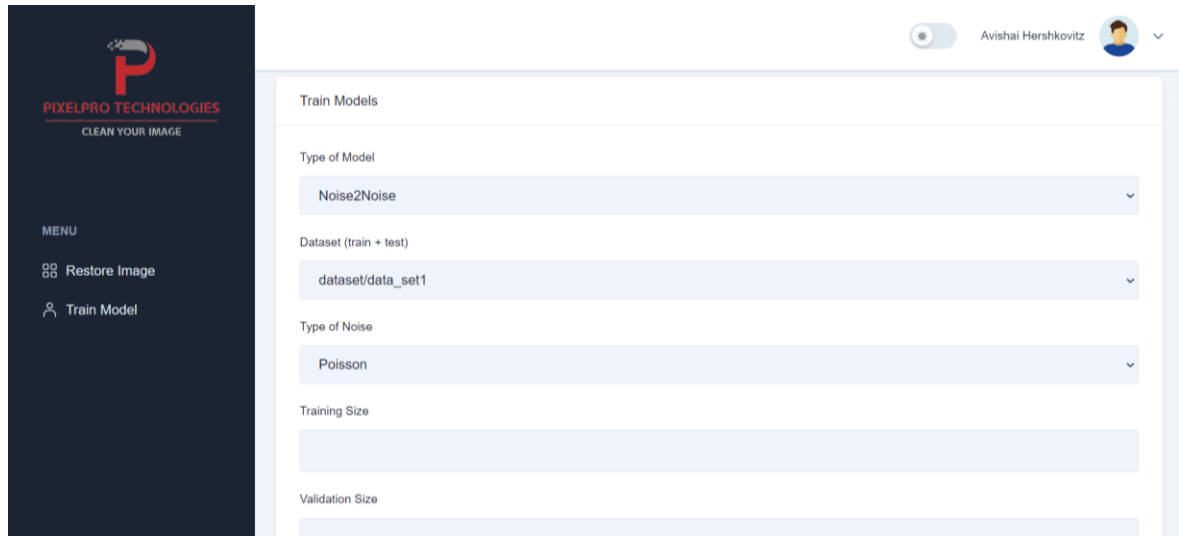 PIXELPRO TECHNOLOGIES
CLEAN YOUR IMAGE
MENU
Restore Image
Train Model
Avishai Hershkovitz
Train Models
Type of Model
Noise2Noise
Dataset (train + test)
dataset/data_set1
Type of Noise
Poisson
Training Size
Validation Size